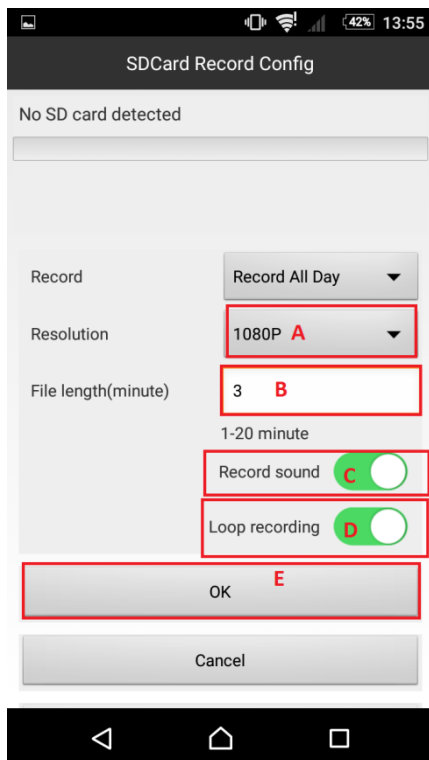 42% 13:55
SDCard Record Config
No SD card detected
Record Record All Day
Resolution 1080P A
File length(minute) 3 B
1-20 minute
Record sound C
Loop recording D
E
OK
Cancel